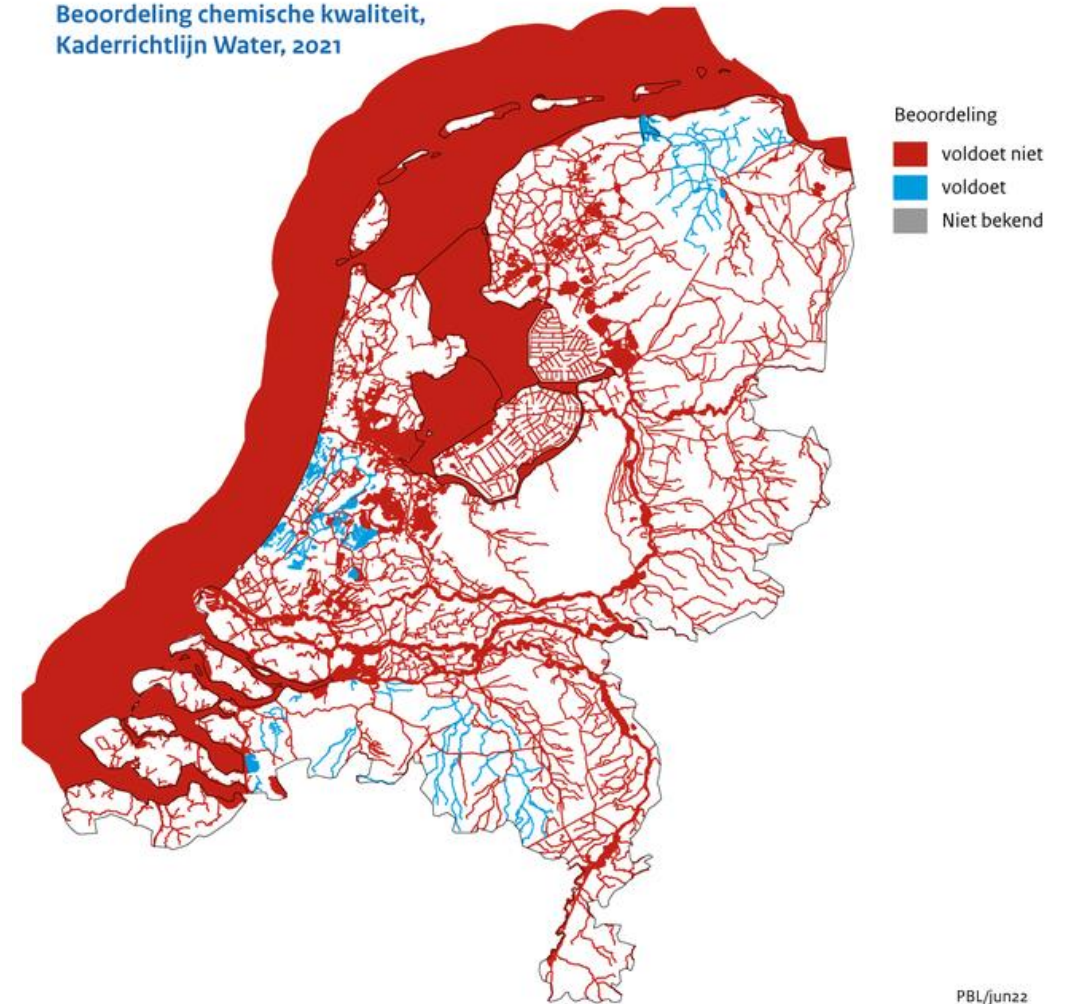 Beoordeling chemische kwaliteit,
Kaderrichtlijn Water, 2021
Beoordeling
voldoet niet
voldoet
Niet bekend
PBL/jun22